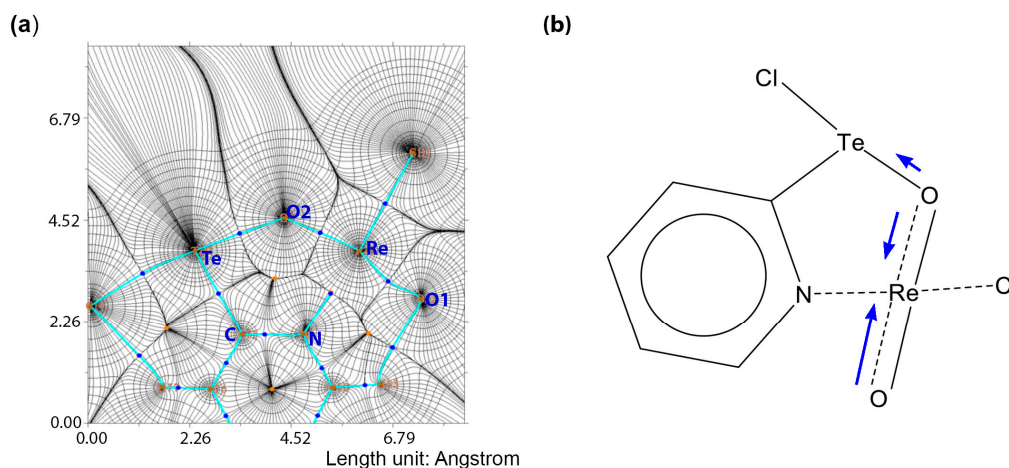 (a)
6.79
4.52
2.26
0.00
0.00 2.26 4.52 6.79
Length unit: Angstrom
O2
Re
Te
O1
C
N
(b)
Cl
Te
O
N
Re
O